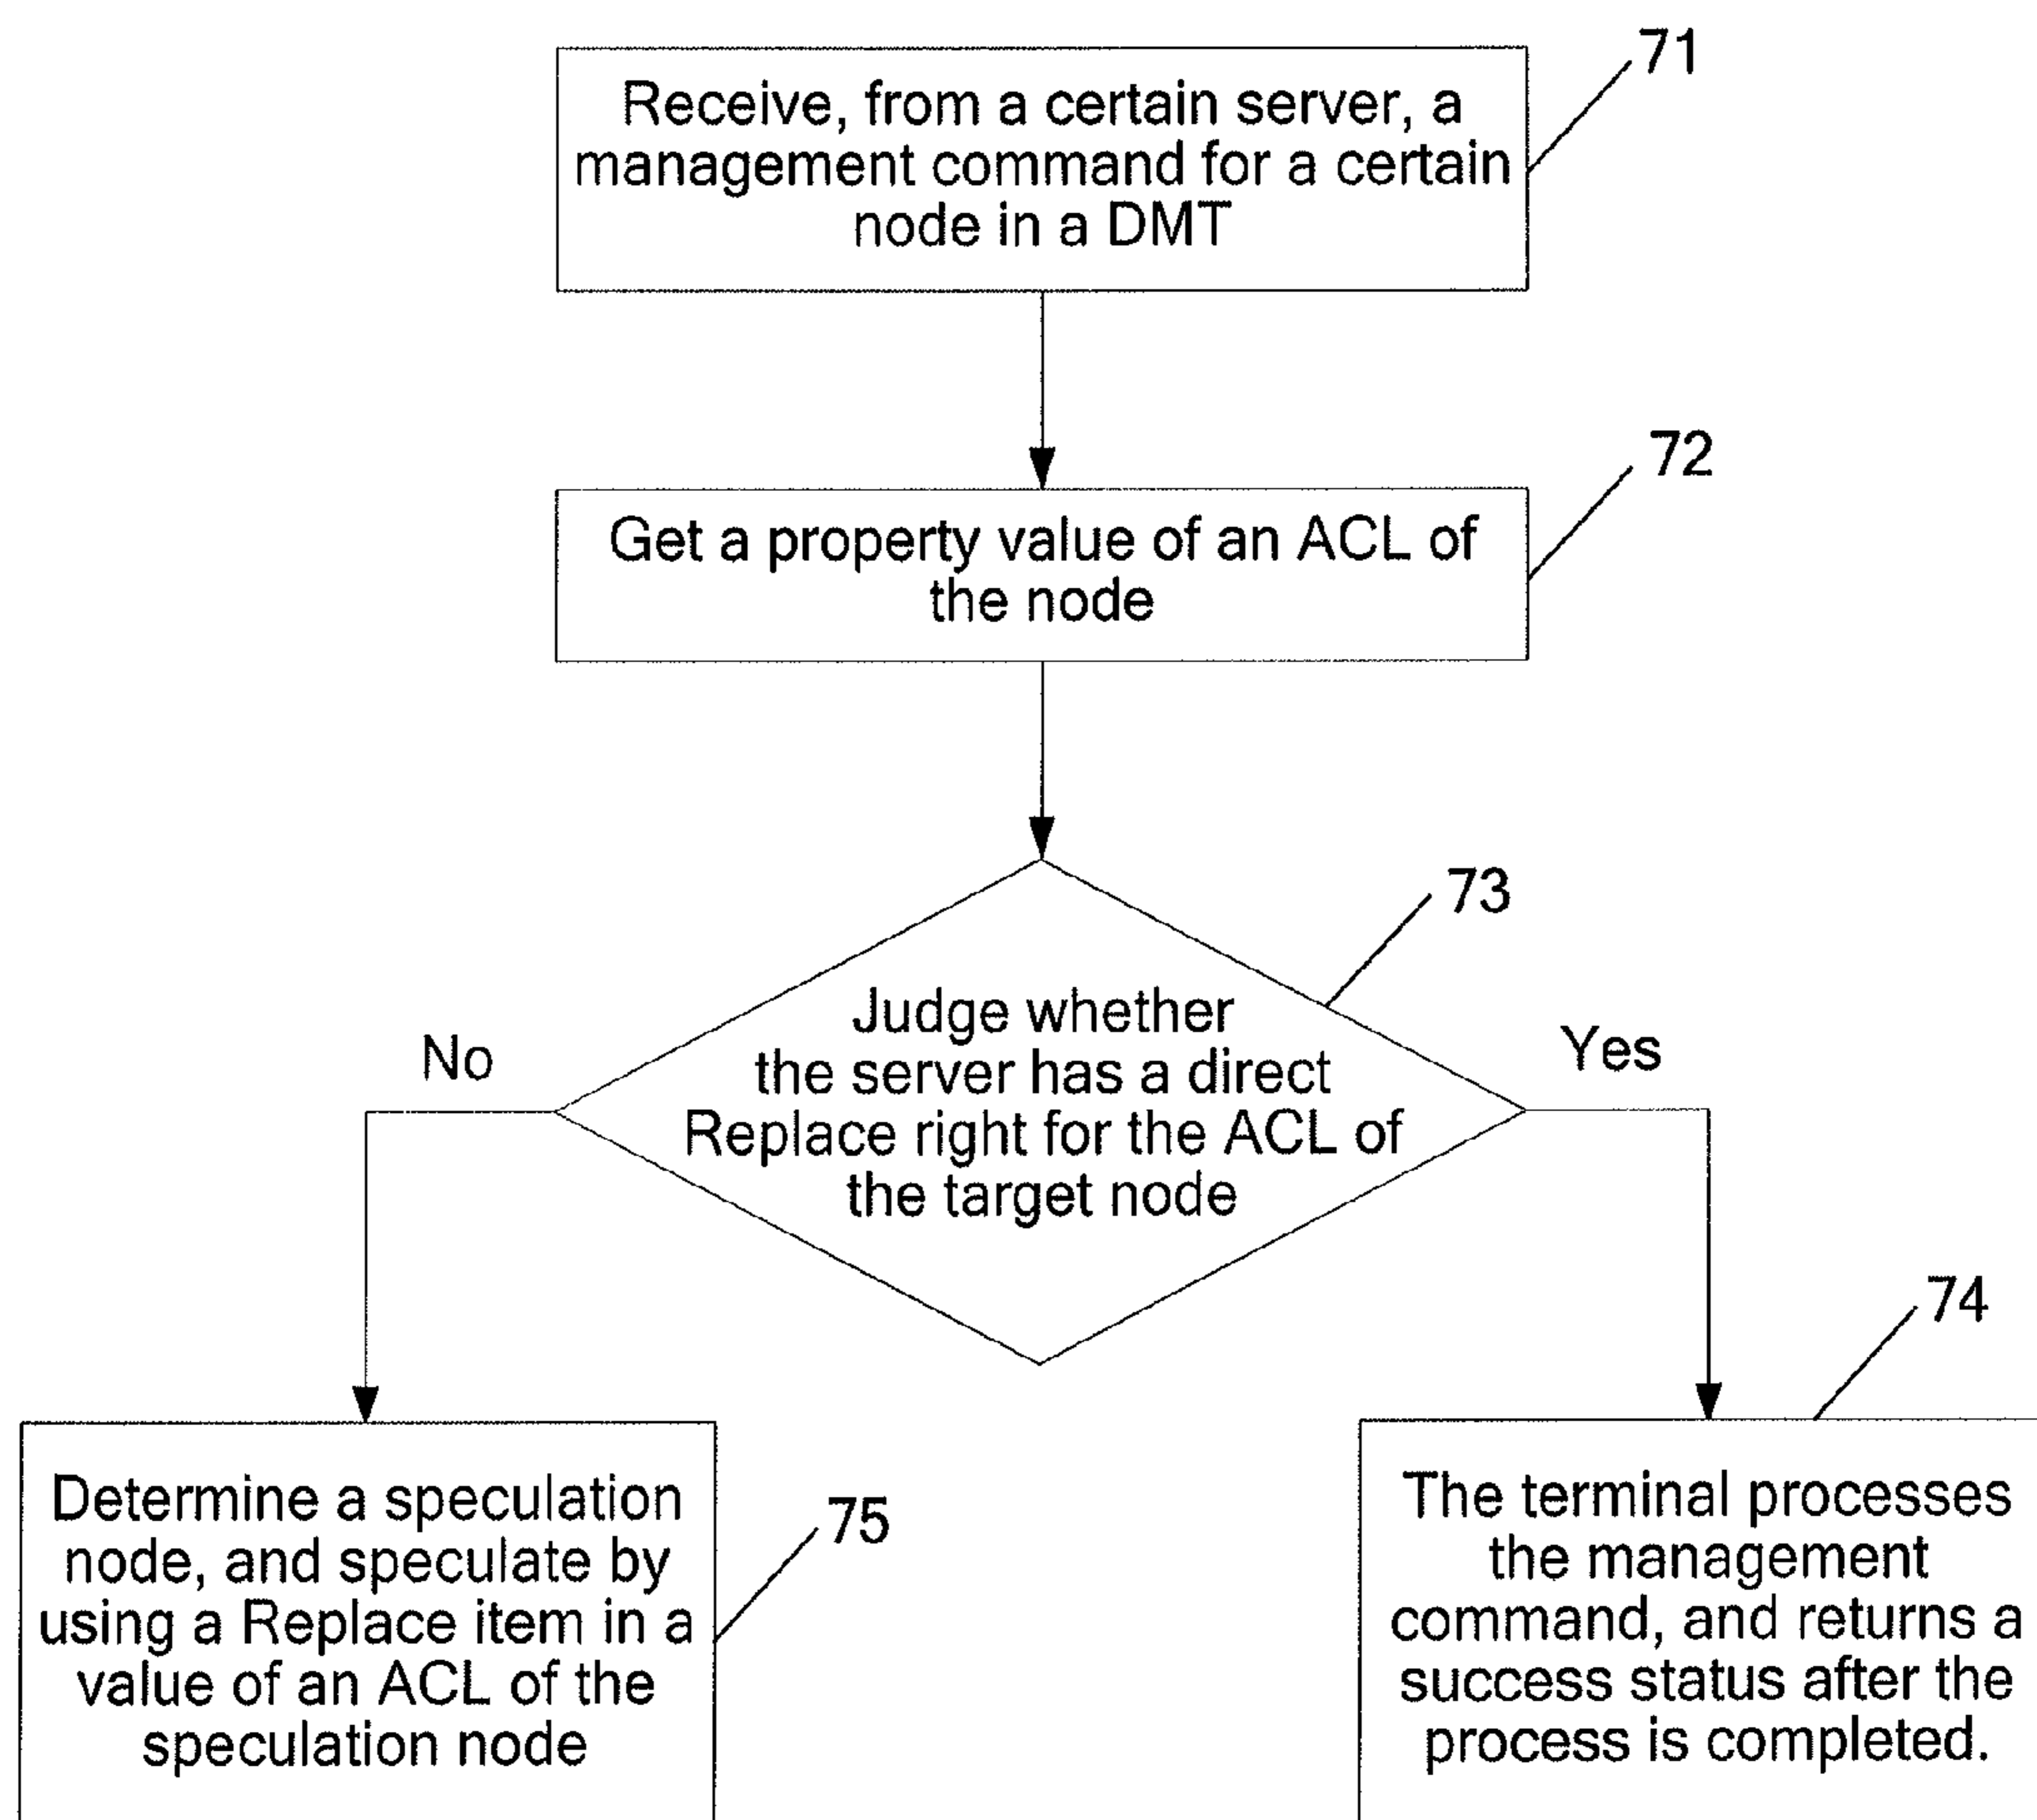 71
Receive, from a certain server, a
management command for a certain
node in a DMT
72
Get a property value of an ACL of
the node
73
Judge whether
the server has a direct
Replace right for the ACL of
the target node
No
Yes
74
The terminal processes
the management
command, and returns a
success status after the
process is completed.
75
Determine a speculation
node, and speculate by
using a Replace item in a
value of an ACL of the
speculation node